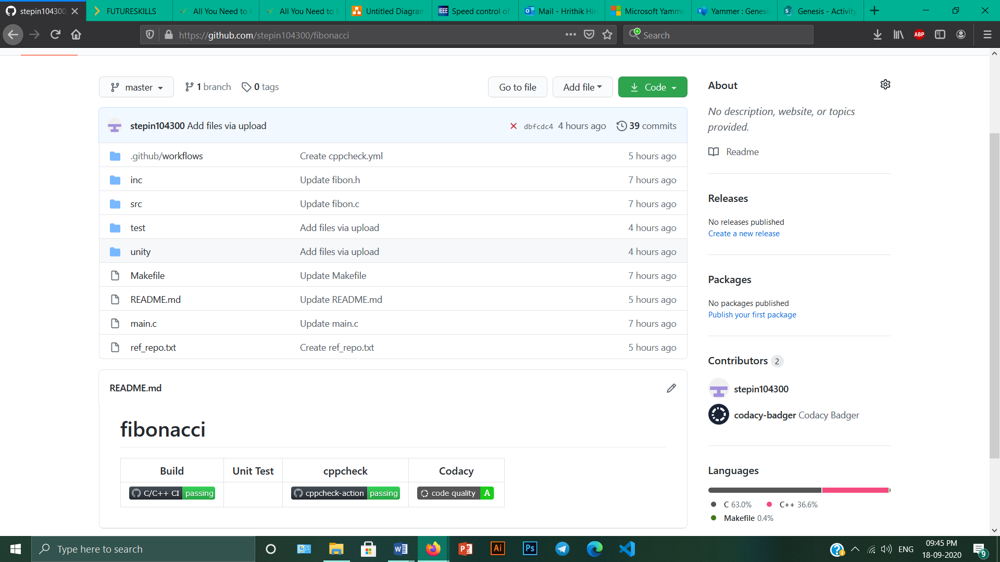 stepin104300
FUTURESKILLS
All You Need to
All You Need to
Untitled Diagram
Speed control of
Mail - Hrithik Hir
Microsoft Yamme
Yammer : Genesis
Genesis - Activity
https://github.com/stepin104300/fibonacci
Search
ABP
master
1 branch
0 tags
Go to file
Add file
Code
stepin104300 Add files via upload
dbfcdc4 4 hours ago
39 commits
.github/workflows Create cppcheck.yml 5 hours ago
inc Update fibon.h 7 hours ago
src Update fibon.c 7 hours ago
test Add files via upload 4 hours ago
unity Add files via upload 4 hours ago
Makefile Update Makefile 7 hours ago
README.md Update README.md 5 hours ago
main.c Update main.c 7 hours ago
ref_repo.txt Create ref_repo.txt 5 hours ago
README.md
fibonacci
Build Unit Test cppcheck Codacy
C/C++ CI passing cppcheck-action passing code quality A
About
No description, website, or topics
provided.
Readme
Releases
No releases published
Create a new release
Packages
No packages published
Publish your first package
Contributors 2
stepin104300
codacy-badger Codacy Badger
Languages
C 63.0% C++ 36.6%
Makefile 0.4%
Type here to search
ENG
09:45 PM
18-09-2020
9